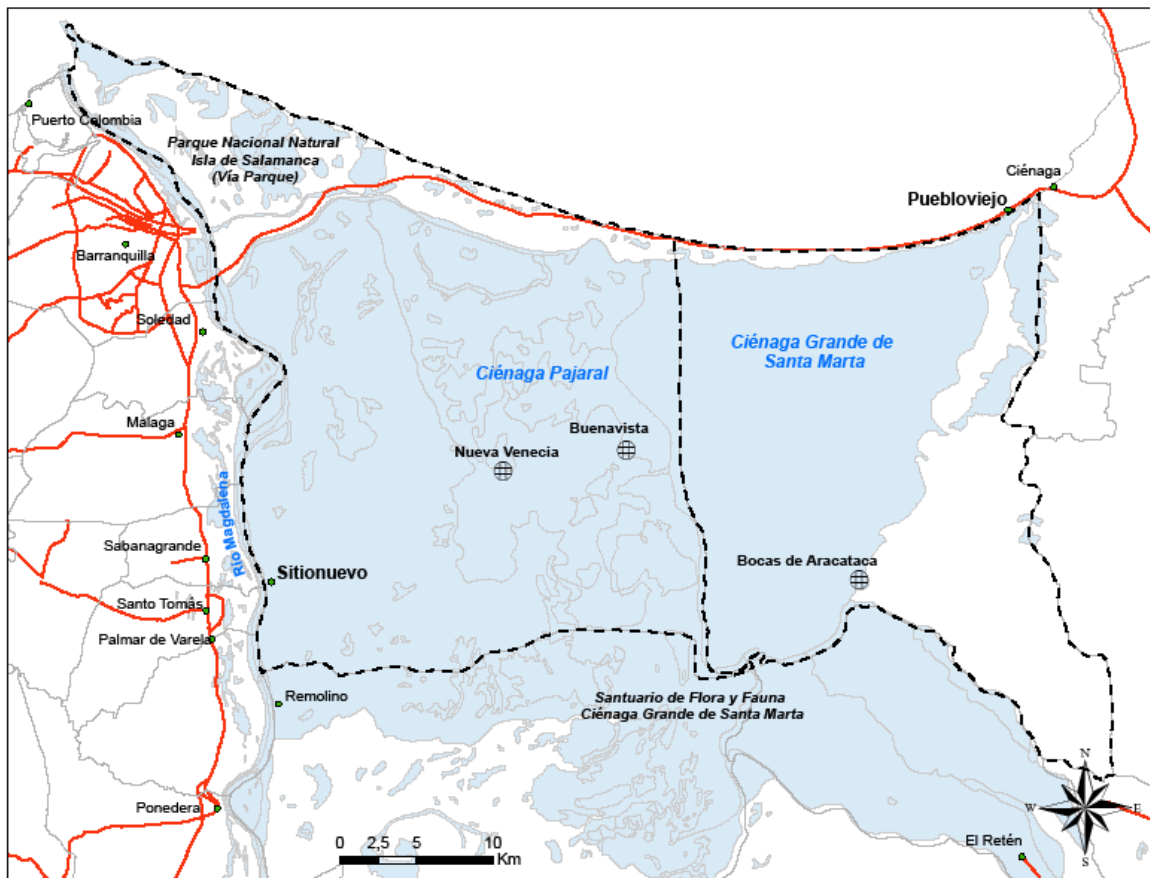 Puerto Colombia
Parque Nacional Natural
Isla de Salamanca
(Vía Parque)
Ciénaga
Puebloviejo
Barranquilla
Soledad
Ciénaga Grande de
Santa Marta
Ciénaga Pajaral
Málaga
Buenavista
Nueva Venecia
Río Magdalena
Sabanagrande
Bocas de Aracataca
Sitionuevo
Santo Tomás
Palmar de Varela
Remolino
Santuario de Flora y Fauna
Ciénaga Grande de Santa Marta
N
W
E
S
Ponedera
El Retén
0 2,5 5 10
Km